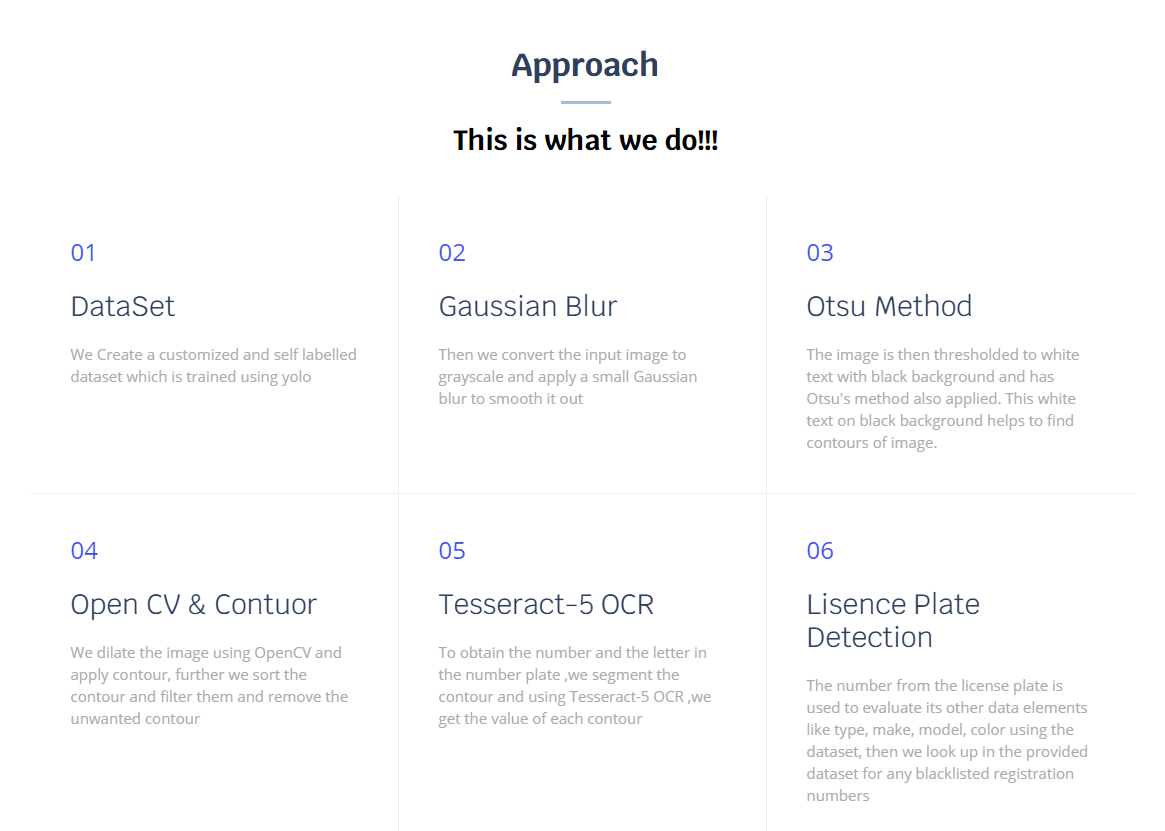 Approach
This is what we do!!!
01
DataSet
We Create a customized and self labelled
dataset which is trained using yolo
02
Gaussian Blur
Then we convert the input image to
grayscale and apply a small Gaussian
blur to smooth it out
03
Otsu Method
The image is then thresholded to white
text with black background and has
Otsu's method also applied. This white
text on black background helps to find
contours of image.
04
Open CV & Contuor
We dilate the image using OpenCV and
apply contour, further we sort the
contour and filter them and remove the
unwanted contour
05
Tesseract-5 OCR
To obtain the number and the letter in
the number plate ,we segment the
contour and using Tesseract-5 OCR ,we
get the value of each contour
06
Lisence Plate
Detection
The number from the license plate is
used to evaluate its other data elements
like type, make, model, color using the
dataset, then we look up in the provided
dataset for any blacklisted registration
numbers